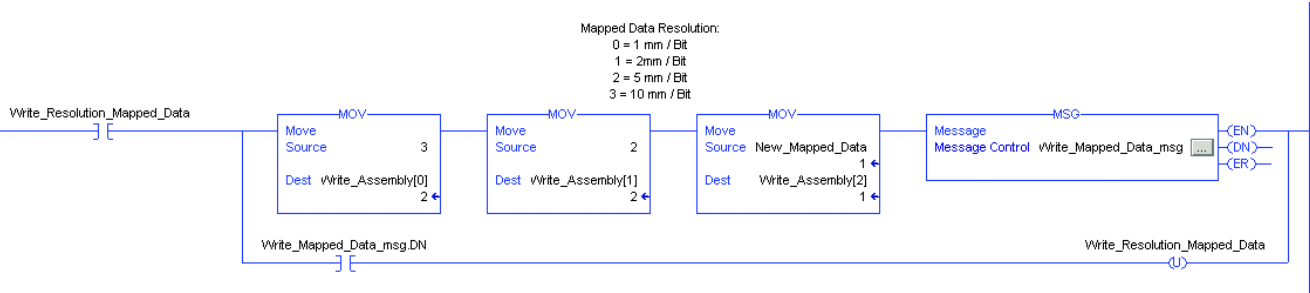 Mapped Data Resolution:
0 = 1 mm / Bit
1 = 2mm / Bit
2 = 5 mm / Bit
3 = 10 mm / Bit
Write_Resolution_Mapped_Data
MOV
Move
Source 3
Dest Write_Assembly[0]
2
MOV
Move
Source 2
Dest Write_Assembly[1]
2
MOV
Move
Source New_Mapped_Data
1
Dest Write_Assembly[2]
1
MSG
Message
Message Control Write_Mapped_Data_msg ...
EN
DN
ER
Write_Mapped_Data_msg.DN
Write_Resolution_Mapped_Data
U